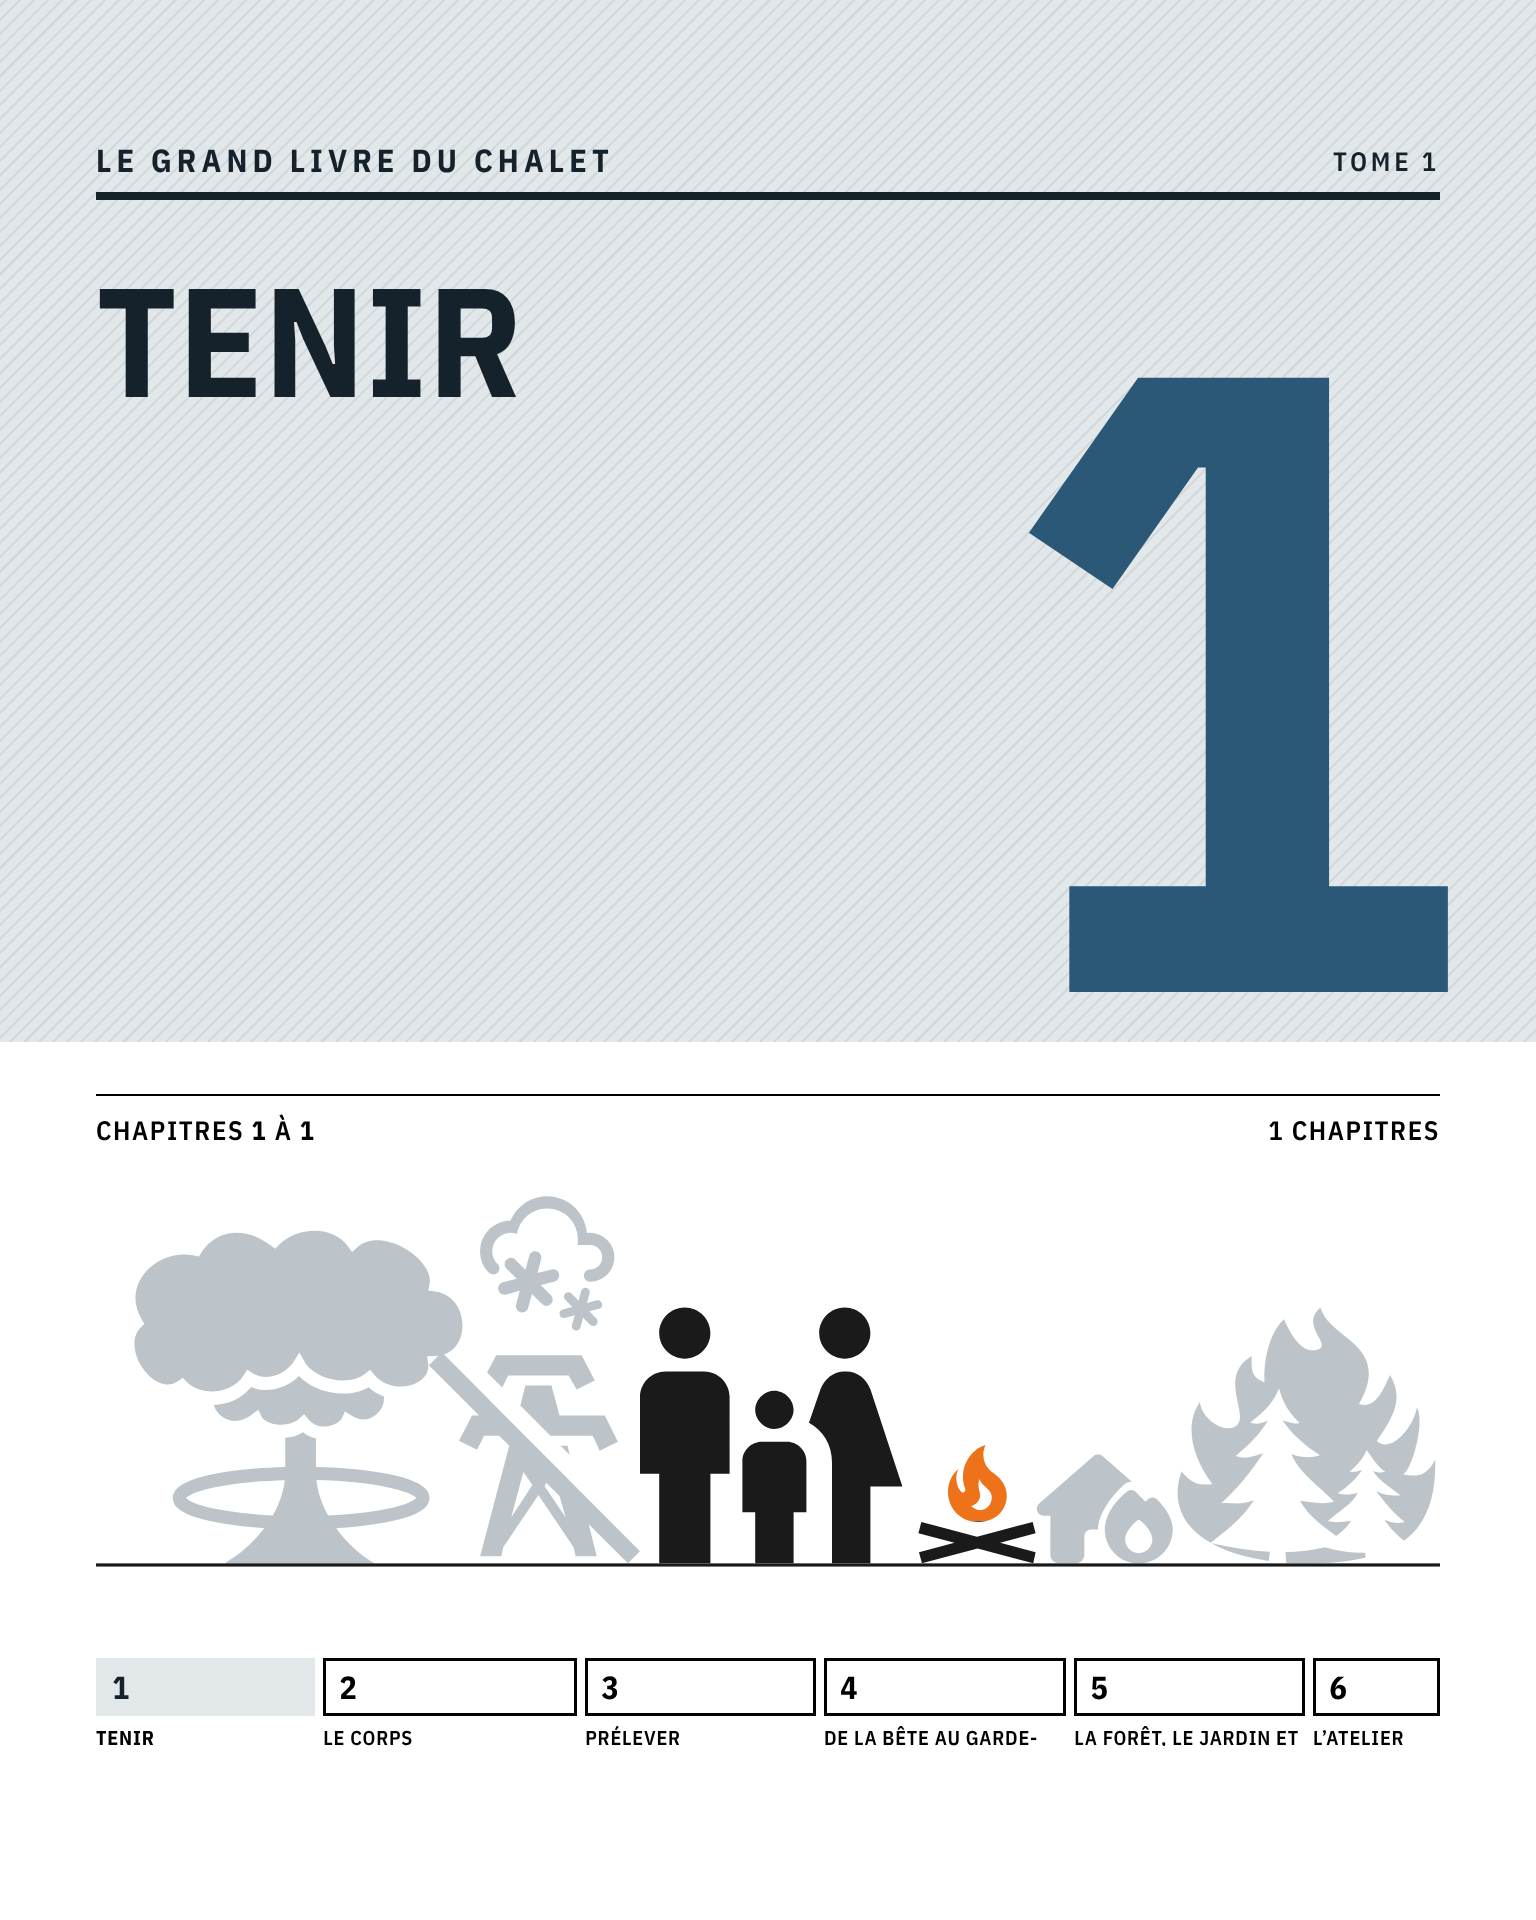 LE GRAND LIVRE DU CHALET
TOME 1
TENIR
1
CHAPITRES 1 À 1
1 CHAPITRES
1
2
3
4
5
6
TENIR
LE CORPS
PRÉLEVER
DE LA BÊTE AU GARDE-
LA FORÊT, LE JARDIN ET
L’ATELIER